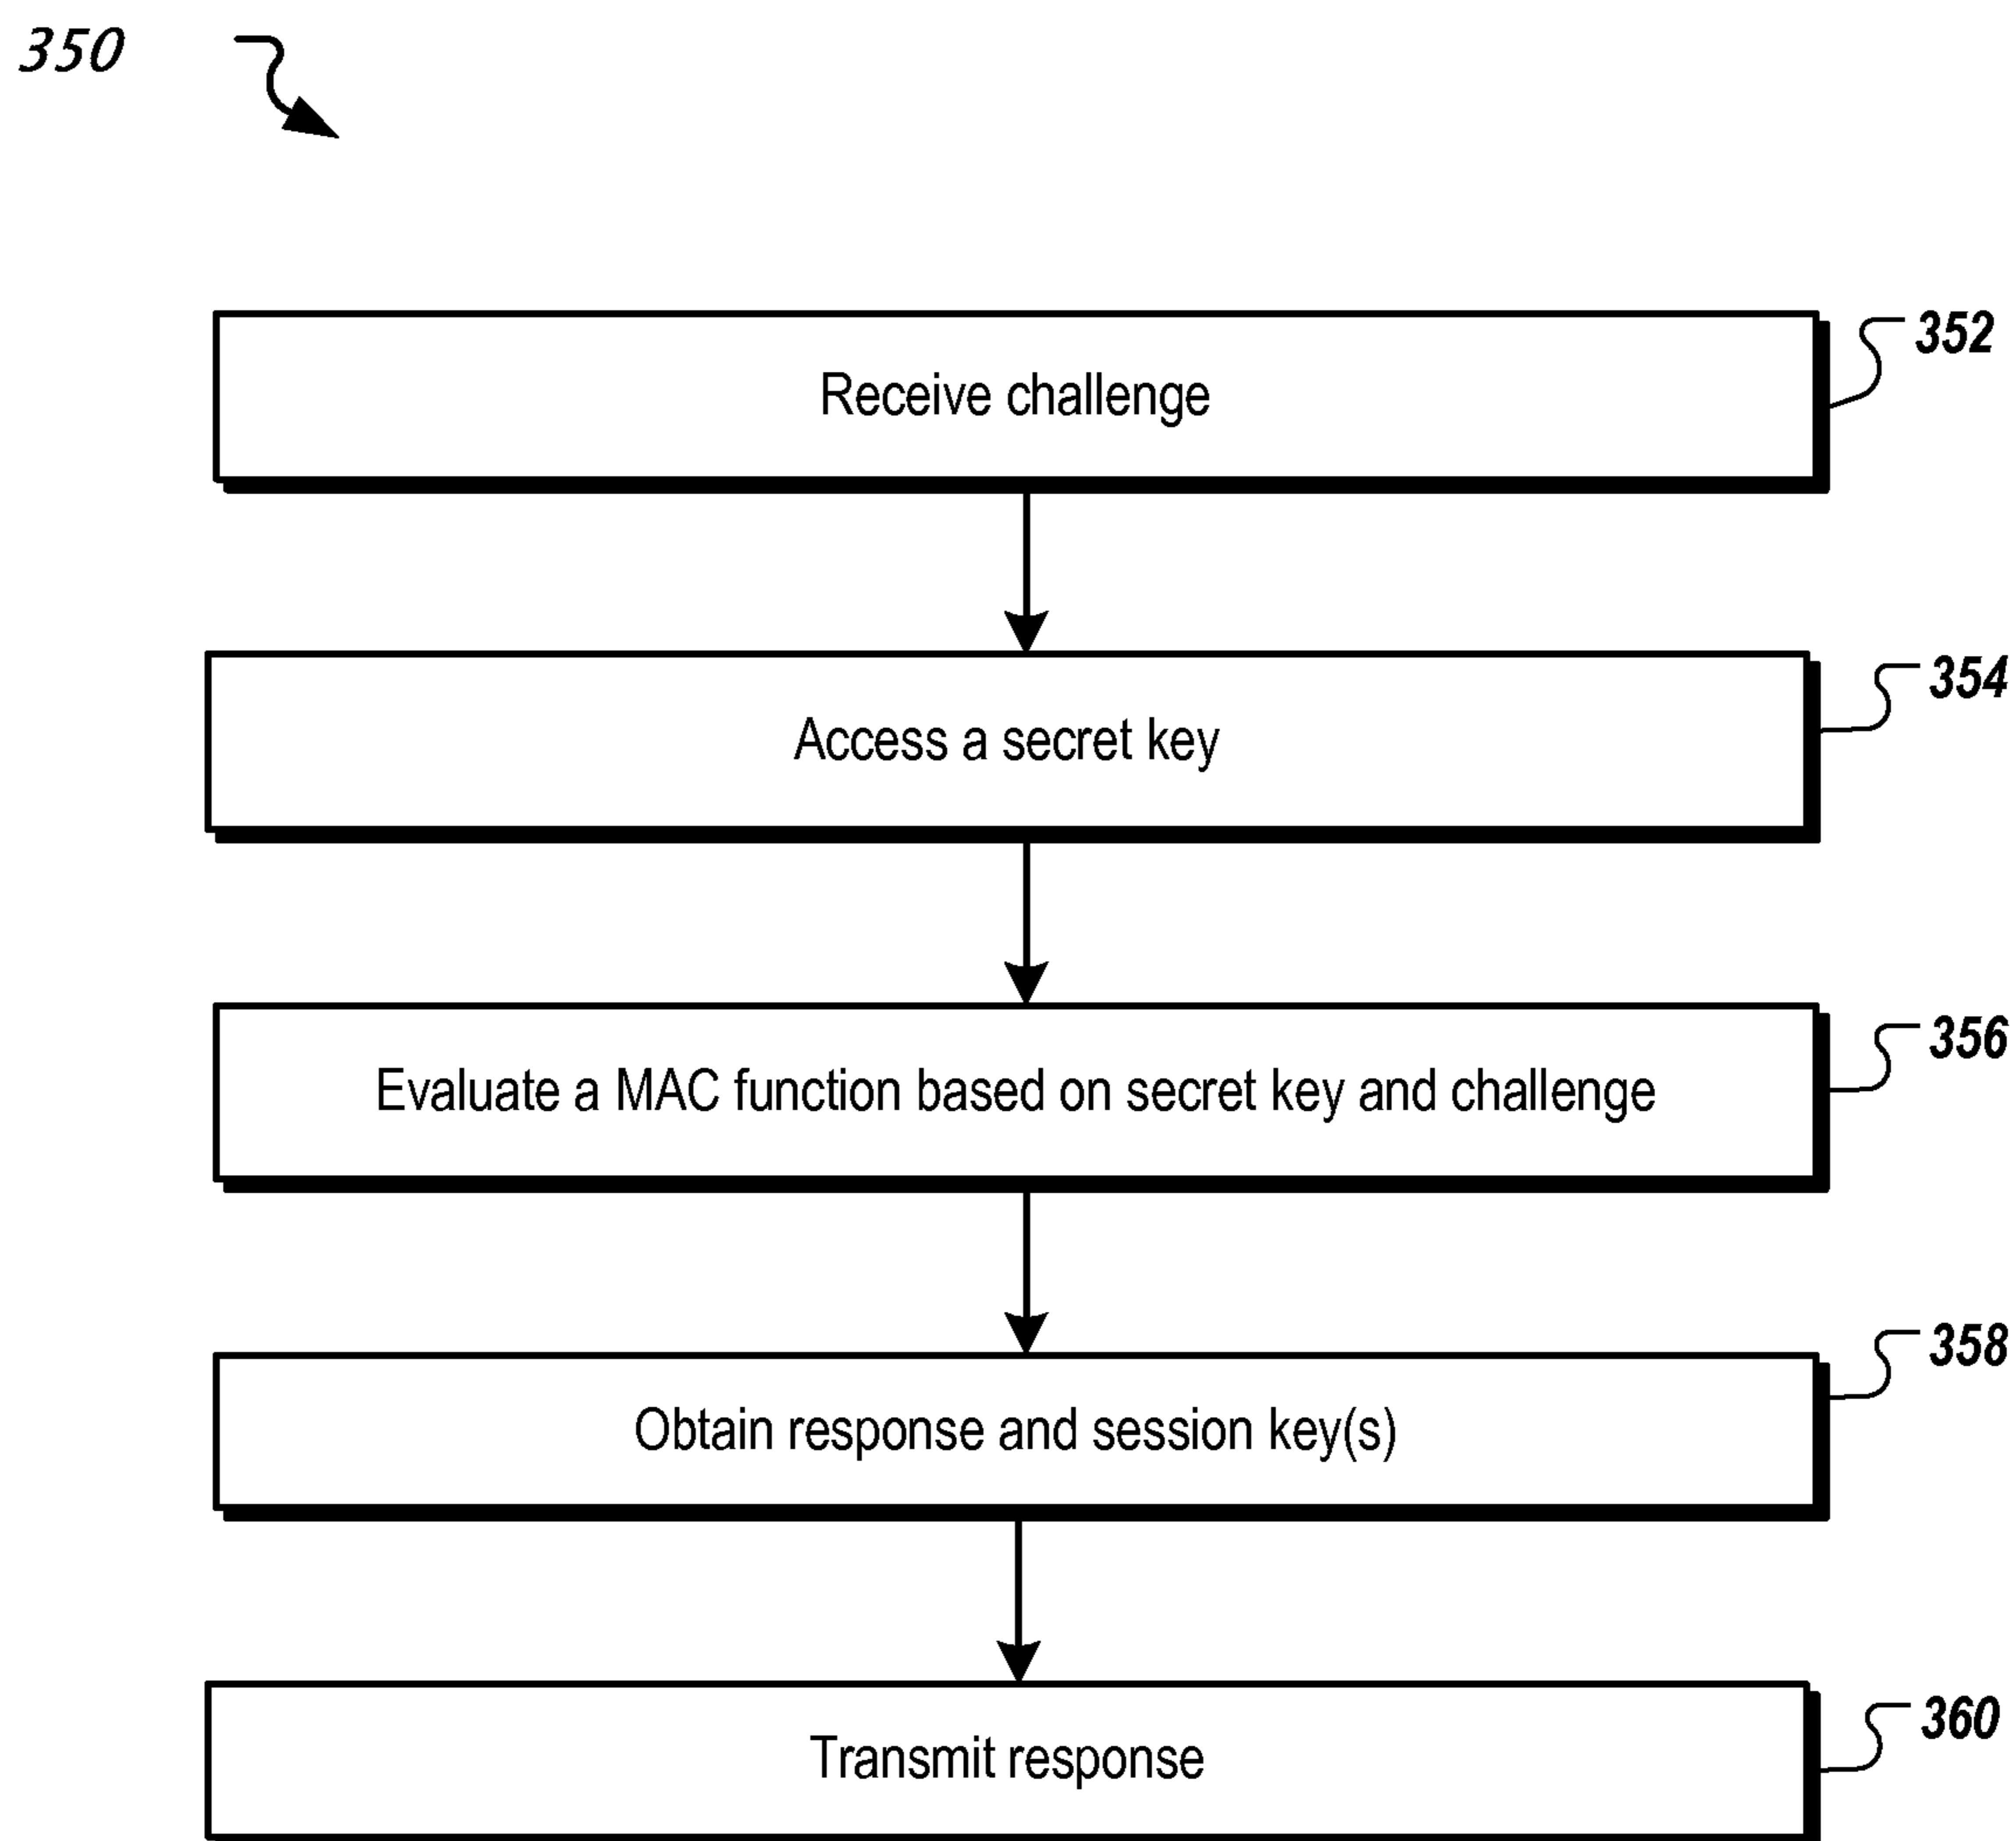 350
Receive challenge
352
Access a secret key
354
Evaluate a MAC function based on secret key and challenge
356
Obtain response and session key(s)
358
Transmit response
360